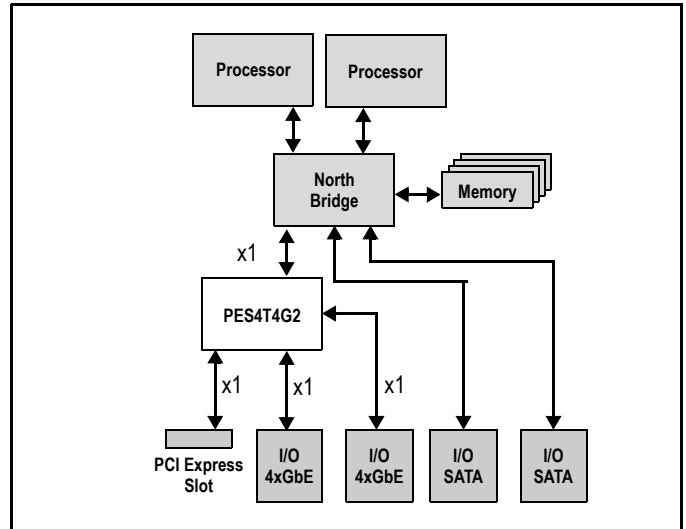 Processor
Processor
North
Bridge
Memory
x1
PES4T4G2
x1
x1
x1
PCI Express
Slot
I/O
4xGbE
I/O
4xGbE
I/O
SATA
I/O
SATA